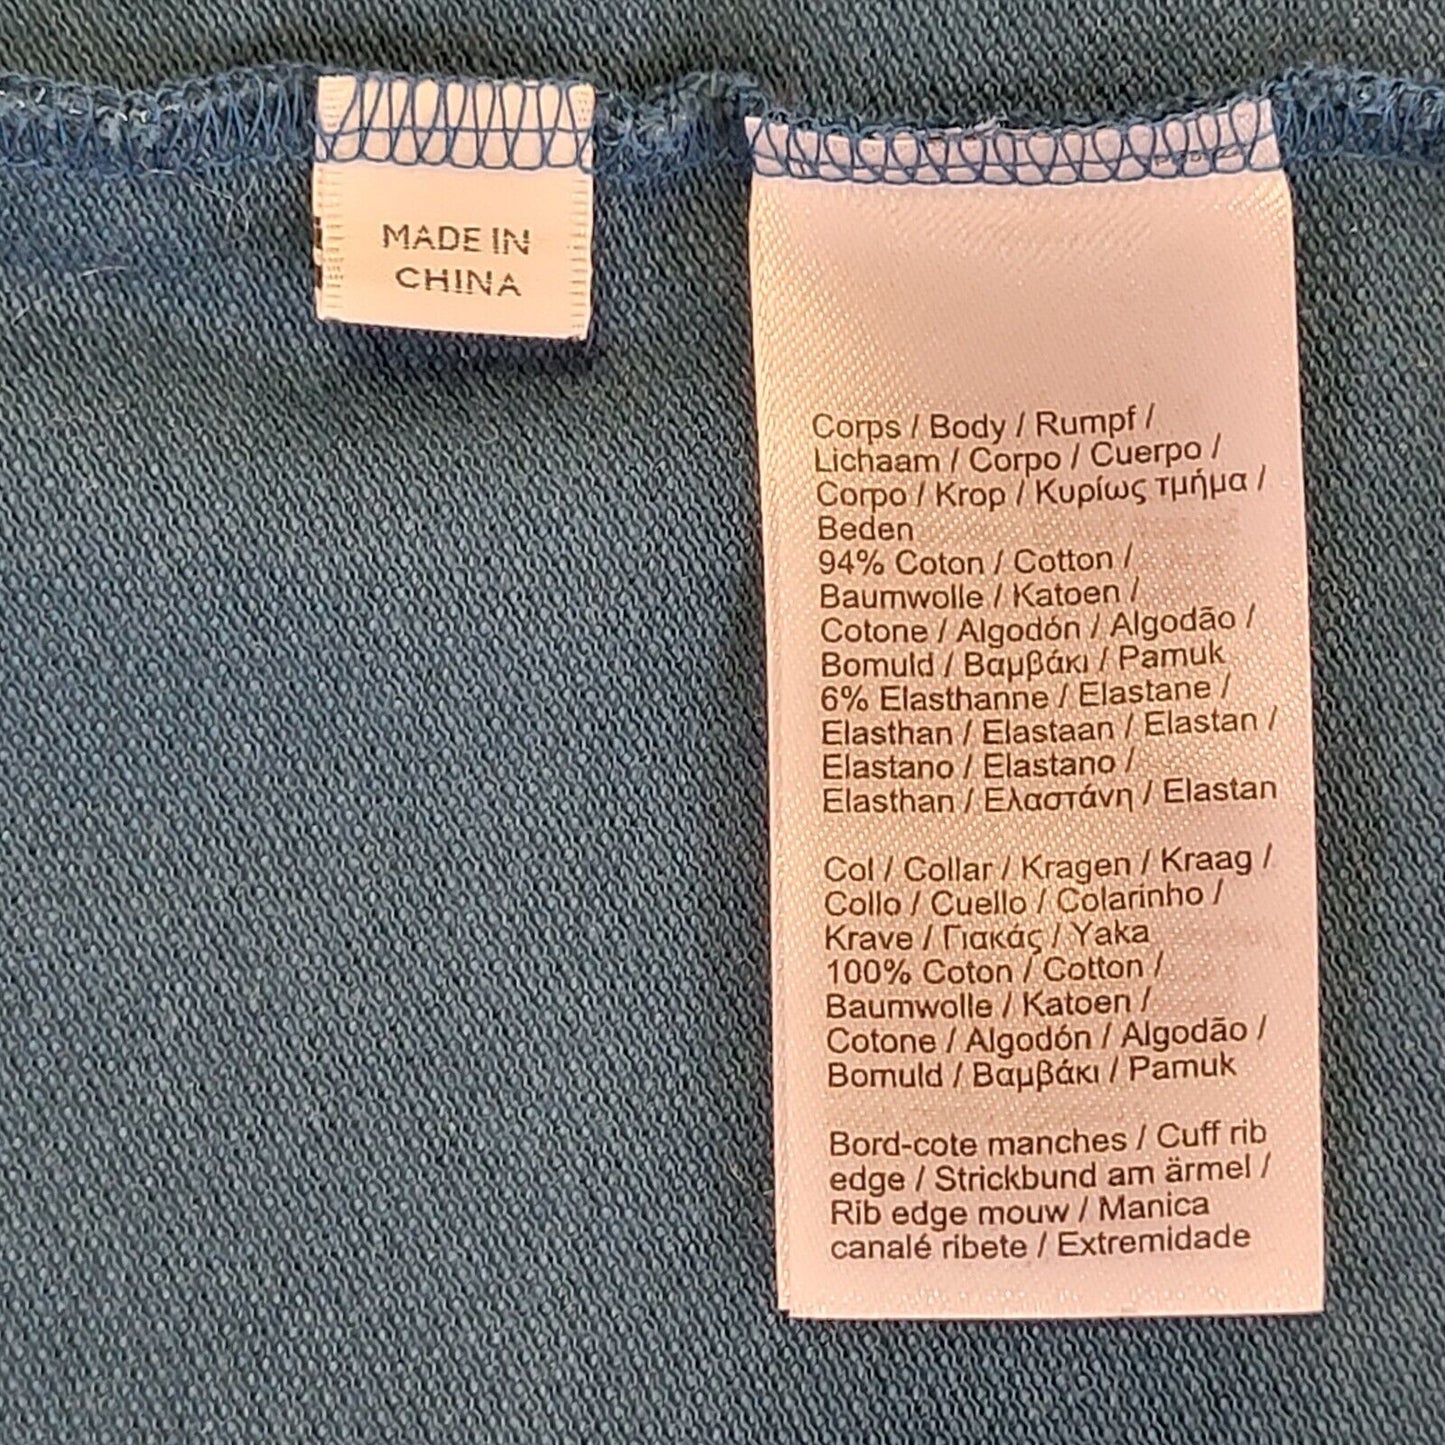 MADE IN
CHINA
Corps / Body / Rumpf /
Lichaam / Corpo / Cuerpo /
Corpo / Krop / Κυρίως τμήμα /
Beden
94% Coton / Cotton /
Baumwolle / Katoen /
Cotone / Algodón / Algodão /
Bomuld / Βαμβάκι / Pamuk
6% Elasthanne / Elastane /
Elasthan / Elastaan / Elastan /
Elastano / Elastano /
Elasthan / Ελαστάνη / Elastan
Col / Collar / Kragen / Kraag /
Collo / Cuello / Colarinho /
Krave / Γιακάς / Yaka
100% Coton / Cotton /
Baumwolle / Katoen /
Cotone / Algodón / Algodão /
Bomuld / Βαμβάκι / Pamuk
Bord-cote manches / Cuff rib
edge / Strickbund am ärmel /
Rib edge mouw / Manica
canalé ribete / Extremidade